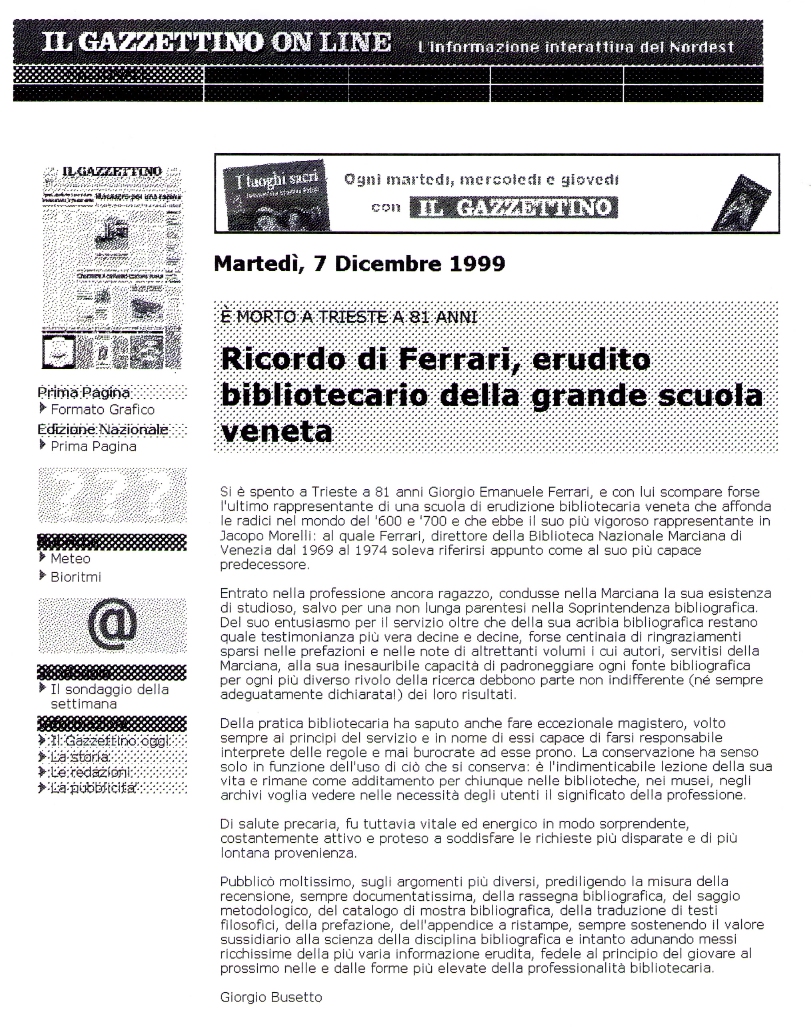 IL GAZZETTINO ON LINE L'informazione interattiva del Nordest
IL GAZZETTINO
I luoghi sacri
Ogni martedì, mercoledì e giovedì
con IL GAZZETTINO
Martedì, 7 Dicembre 1999
È MORTO A TRIESTE A 81 ANNI
Ricordo di Ferrari, erudito
bibliotecario della grande scuola
veneta
Prima Pagina
Formato Grafico
Edizione Nazionale
Prima Pagina
? ? ?
Meteo
Bioritmi
@
Il sondaggio della
settimana
Il Gazzettino oggi
La storia
Le redazioni
La pubblicita'
Si è spento a Trieste a 81 anni Giorgio Emanuele Ferrari, e con lui scompare forse
l'ultimo rappresentante di una scuola di erudizione bibliotecaria veneta che affonda
le radici nel mondo del '600 e '700 e che ebbe il suo più vigoroso rappresentante in
Jacopo Morelli: al quale Ferrari, direttore della Biblioteca Nazionale Marciana di
Venezia dal 1969 al 1974 soleva riferirsi appunto come al suo più capace
predecessore.
Entrato nella professione ancora ragazzo, condusse nella Marciana la sua esistenza
di studioso, salvo per una non lunga parentesi nella Soprintendenza bibliografica.
Del suo entusiasmo per il servizio oltre che della sua acribia bibliografica restano
quale testimonianza più vera decine e decine, forse centinaia di ringraziamenti
sparsi nelle prefazioni e nelle note di altrettanti volumi i cui autori, servitisi della
Marciana, alla sua inesauribile capacità di padroneggiare ogni fonte bibliografica
per ogni più diverso rivolo della ricerca debbono parte non indifferente (né sempre
adeguatamente dichiarata!) dei loro risultati.
Della pratica bibliotecaria ha saputo anche fare eccezionale magistero, volto
sempre ai principi del servizio e in nome di essi capace di farsi responsabile
interprete delle regole e mai burocrate ad esse prono. La conservazione ha senso
solo in funzione dell'uso di ciò che si conserva: è l'indimenticabile lezione della sua
vita e rimane come additamento per chiunque nelle biblioteche, nei musei, negli
archivi voglia vedere nelle necessità degli utenti il significato della professione.
Di salute precaria, fu tuttavia vitale ed energico in modo sorprendente,
costantemente attivo e proteso a soddisfare le richieste più disparate e di più
lontana provenienza.
Pubblicò moltissimo, sugli argomenti più diversi, prediligendo la misura della
recensione, sempre documentatissima, della rassegna bibliografica, del saggio
metodologico, del catalogo di mostra bibliografica, della traduzione di testi
filosofici, della prefazione, dell'appendice a ristampe, sempre sostenendo il valore
sussidiario alla scienza della disciplina bibliografica e intanto adunando messi
ricchissime della più varia informazione erudita, fedele al principio del giovare al
prossimo nelle e dalle forme più elevate della professionalità bibliotecaria.
Giorgio Busetto